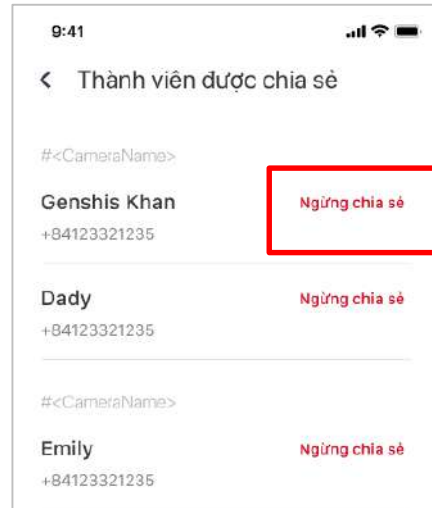 9:41
Thành viên được chia sẻ
#<CameraName>
Genshis Khan Ngừng chia sẻ
+84123321235
Dady Ngừng chia sẻ
+84123321235
#<CameraName>
Emily Ngừng chia sẻ
+84123321235